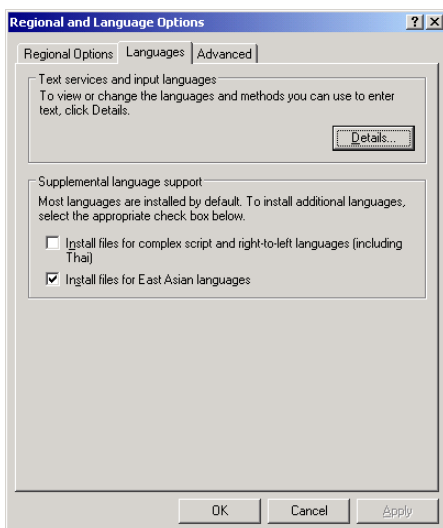 Regional and Language Options
Regional Options Languages Advanced
Text services and input languages
To view or change the languages and methods you can use to enter
text, click Details.
Details...
Supplemental language support
Most languages are installed by default. To install additional languages,
select the appropriate check box below.
Install files for complex script and right-to-left languages (including
Thai)
Install files for East Asian languages
OK Cancel Apply